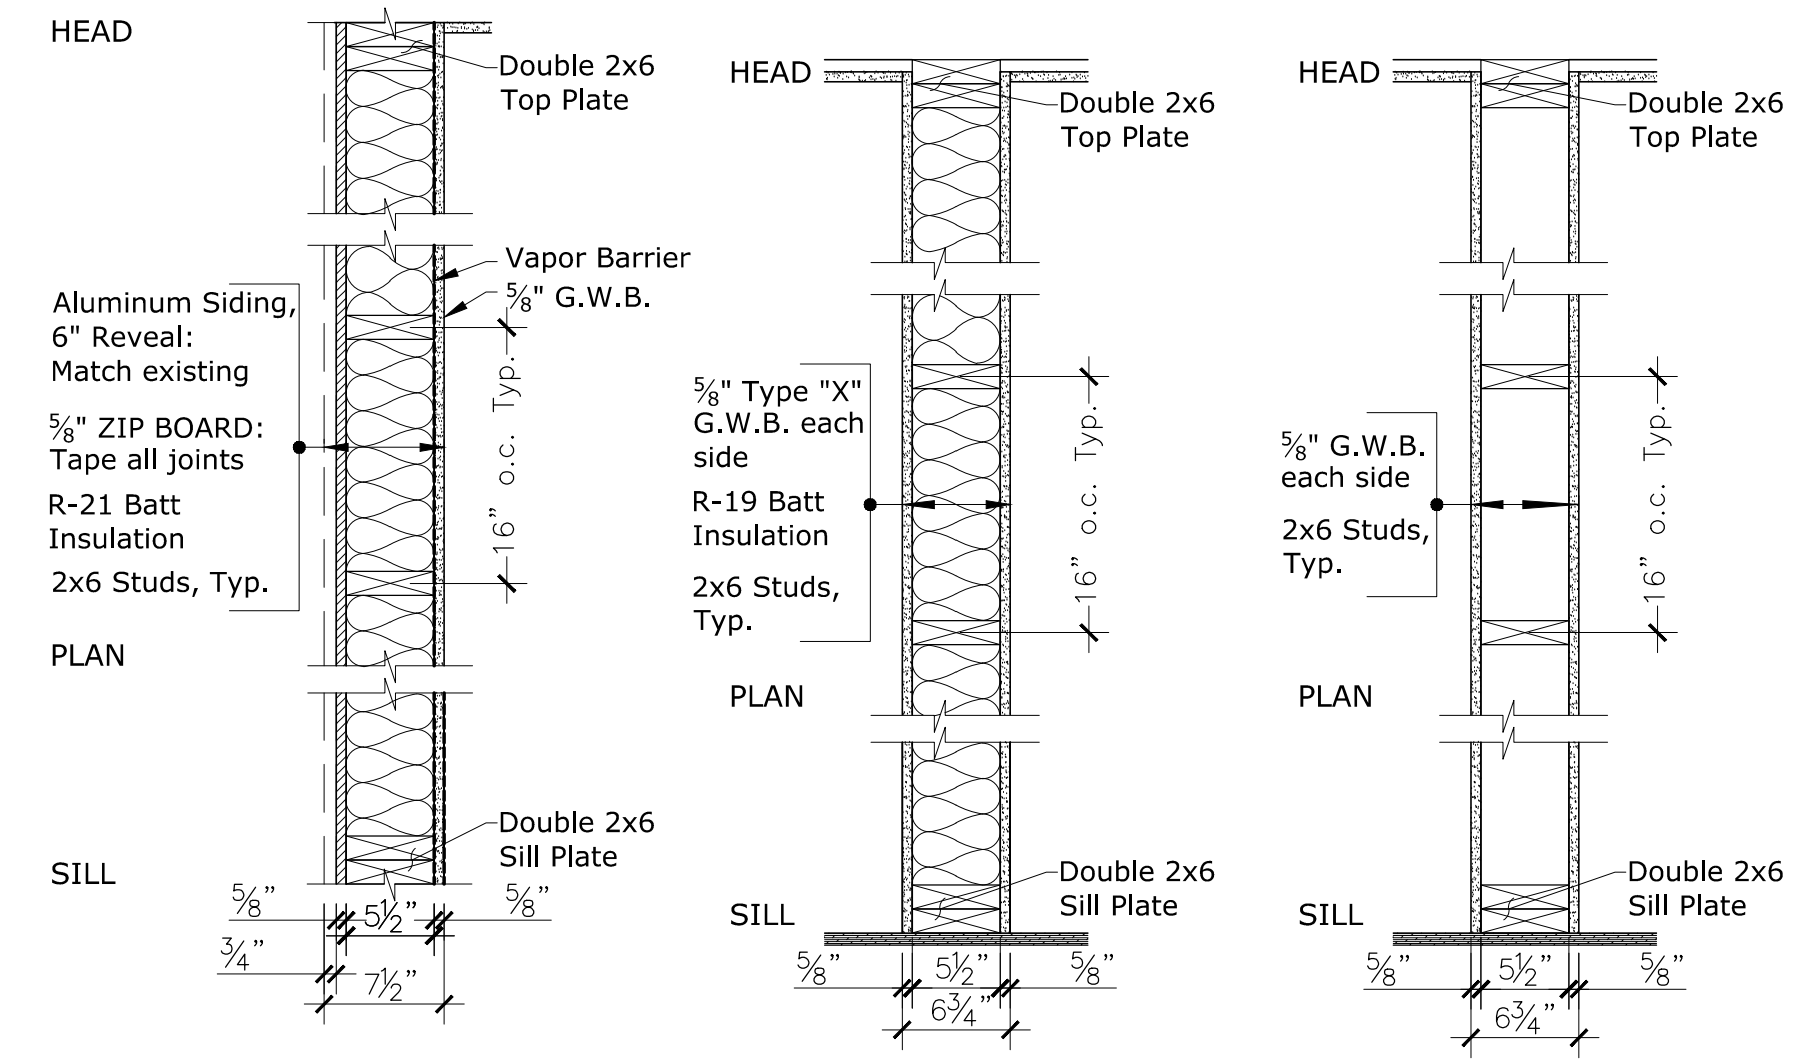 HEAD
Double 2x6
Top Plate
Vapor Barrier
⅝" G.W.B.
Aluminum Siding,
6" Reveal:
Match existing
⅝" ZIP BOARD:
Tape all joints
R-21 Batt
Insulation
2x6 Studs, Typ.
16” o.c. Typ.
PLAN
Double 2x6
Sill Plate
SILL
⅝”
5½”
⅝”
¾”
7½”
HEAD
Double 2x6
Top Plate
⅝" Type "X"
G.W.B. each
side
R-19 Batt
Insulation
2x6 Studs,
Typ.
16” o.c. Typ.
PLAN
Double 2x6
Sill Plate
SILL
⅝”
5½”
⅝”
6¾”
HEAD
Double 2x6
Top Plate
⅝" G.W.B.
each side
2x6 Studs,
Typ.
16” o.c. Typ.
PLAN
Double 2x6
Sill Plate
SILL
⅝”
5½”
⅝”
6¾”